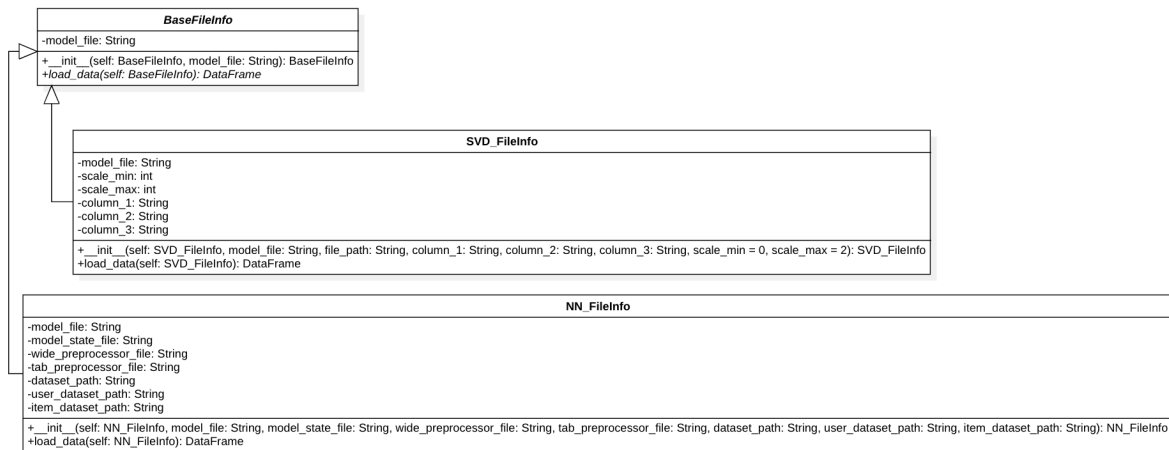 BaseFileInfo
-model_file: String
+__init__(self: BaseFileInfo, model_file: String): BaseFileInfo
+load_data(self: BaseFileInfo): DataFrame
SVD_FileInfo
-model_file: String
-scale_min: int
-scale_max: int
-column_1: String
-column_2: String
-column_3: String
+__init__(self: SVD_FileInfo, model_file: String, file_path: String, column_1: String, column_2: String, column_3: String, scale_min = 0, scale_max = 2): SVD_FileInfo
+load_data(self: SVD_FileInfo): DataFrame
NN_FileInfo
-model_file: String
-model_state_file: String
-wide_preprocessor_file: String
-tab_preprocessor_file: String
-dataset_path: String
-user_dataset_path: String
-item_dataset_path: String
+__init__(self: NN_FileInfo, model_file: String, model_state_file: String, wide_preprocessor_file: String, tab_preprocessor_file: String, dataset_path: String, user_dataset_path: String, item_dataset_path: String): NN_FileInfo
+load_data(self: NN_FileInfo): DataFrame